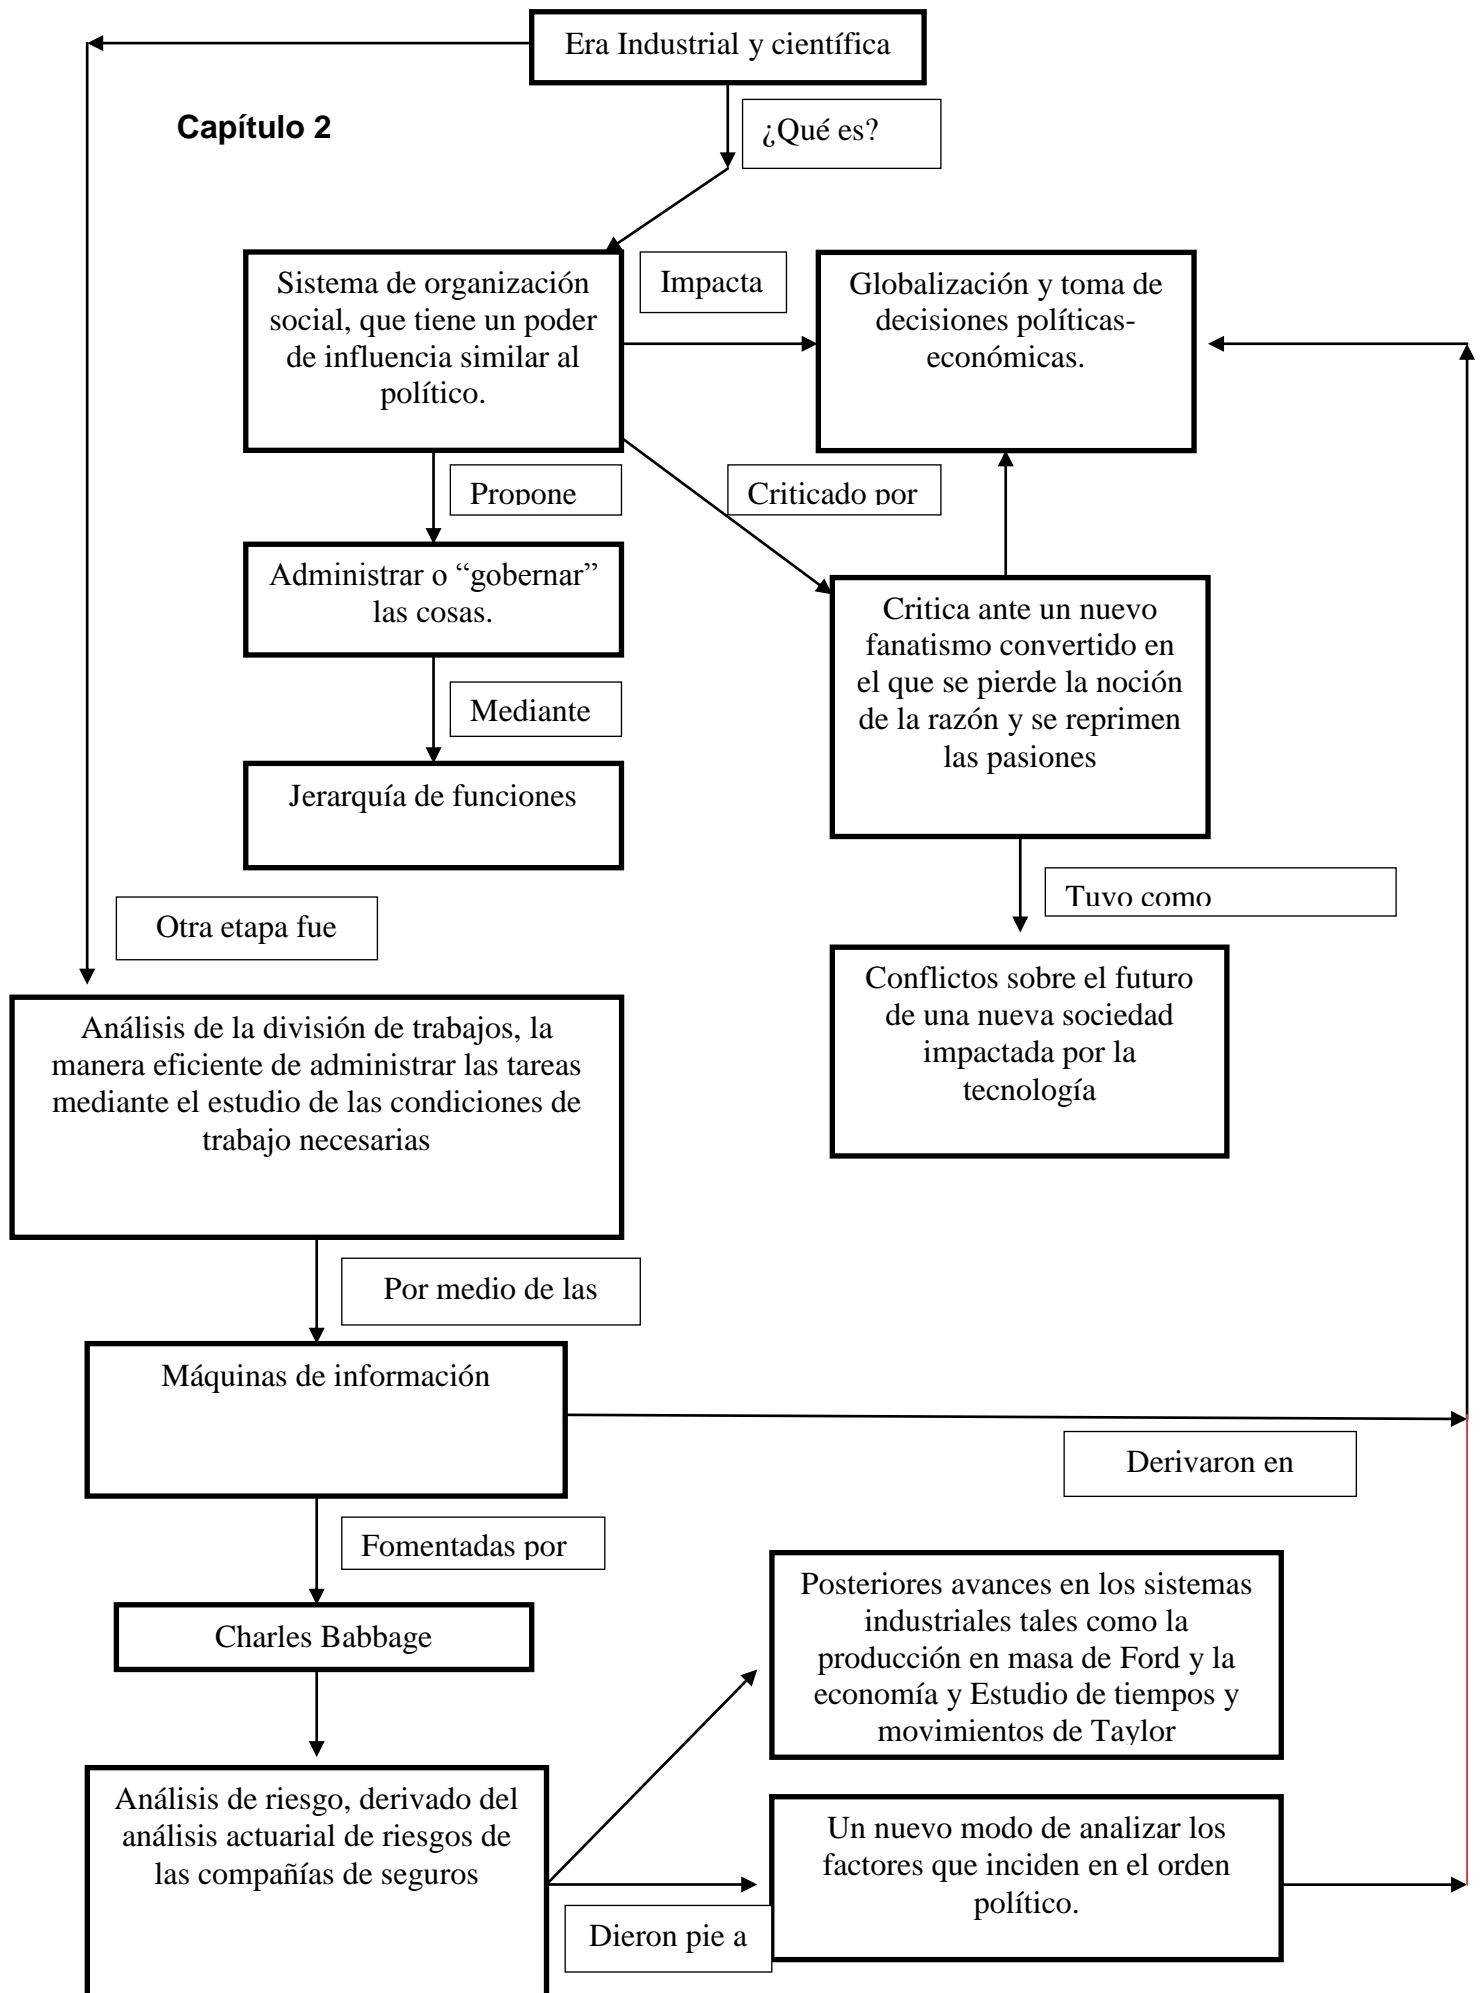 Era Industrial y científica
Capítulo 2
¿Qué es?
Sistema de organización
social, que tiene un poder
de influencia similar al
político.
Impacta
Globalización y toma de
decisiones políticas-
económicas.
Propone
Criticado por
Administrar o “gobernar”
las cosas.
Critica ante un nuevo
fanatismo convertido en
el que se pierde la noción
de la razón y se reprimen
las pasiones
Mediante
Jerarquía de funciones
Tuvo como
Otra etapa fue
Conflictos sobre el futuro
de una nueva sociedad
impactada por la
tecnología
Análisis de la división de trabajos, la
manera eficiente de administrar las tareas
mediante el estudio de las condiciones de
trabajo necesarias
Por medio de las
Máquinas de información
Derivaron en
Fomentadas por
Charles Babbage
Posteriores avances en los sistemas
industriales tales como la
producción en masa de Ford y la
economía y Estudio de tiempos y
movimientos de Taylor
Análisis de riesgo, derivado del
análisis actuarial de riesgos de
las compañías de seguros
Un nuevo modo de analizar los
factores que inciden en el orden
político.
Dieron pie a